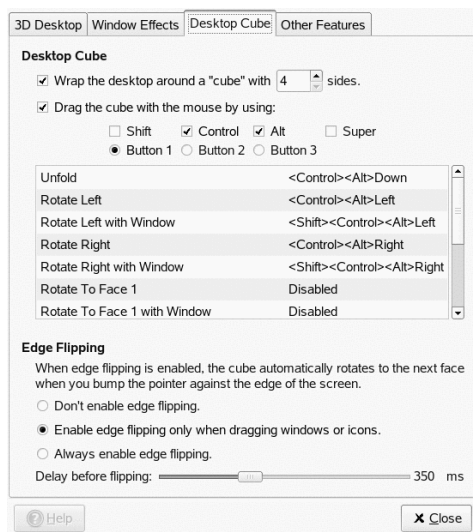 3D Desktop Window Effects Desktop Cube Other Features
Desktop Cube
Wrap the desktop around a "cube" with 4 sides.
Drag the cube with the mouse by using:
Shift Control Alt Super
Button 1 Button 2 Button 3
Unfold <Control><Alt>Down
Rotate Left <Control><Alt>Left
Rotate Left with Window <Shift><Control><Alt>Left
Rotate Right <Control><Alt>Right
Rotate Right with Window <Shift><Control><Alt>Right
Rotate To Face 1 Disabled
Rotate To Face 1 with Window Disabled
Edge Flipping
When edge flipping is enabled, the cube automatically rotates to the next face
when you bump the pointer against the edge of the screen.
Don't enable edge flipping.
Enable edge flipping only when dragging windows or icons.
Always enable edge flipping.
Delay before flipping: 350 ms
Help Close